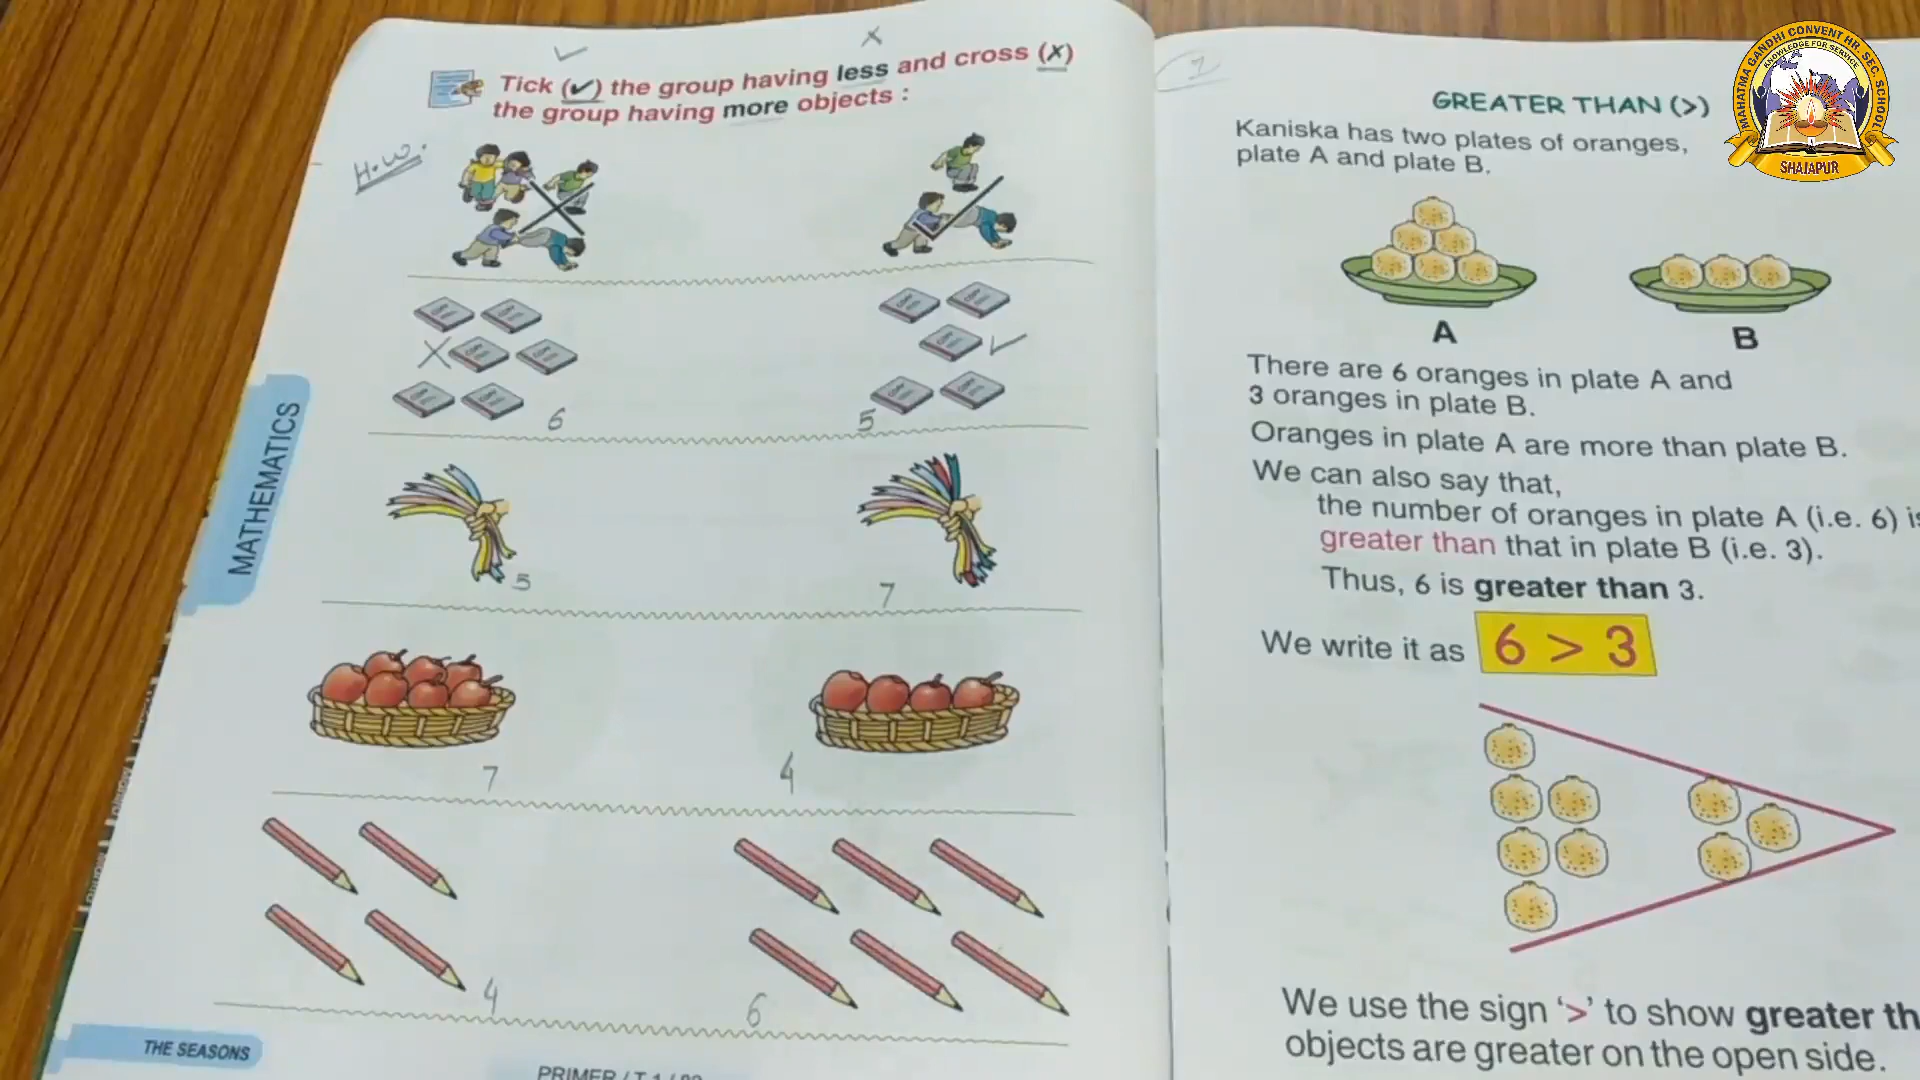 Tick (✓) the group having less and cross (x)
the group having more objects :
H.W.
6
5
5
7
7
4
4
6
MATHEMATICS
THE SEASONS
PRIMER / T
7
GREATER THAN (>)
Kaniska has two plates of oranges,
plate A and plate B.
A
B
There are 6 oranges in plate A and
3 oranges in plate B.
Oranges in plate A are more than plate B.
We can also say that,
the number of oranges in plate A (i.e. 6) is
greater than that in plate B (i.e. 3).
Thus, 6 is greater than 3.
We write it as 6 > 3
We use the sign '>' to show greater th
objects are greater on the open side.
MAHATMA GANDHI CONVENT HR. SEC. SCHOOL
KNOWLEDGE FOR SERVICE
SHAJAPUR